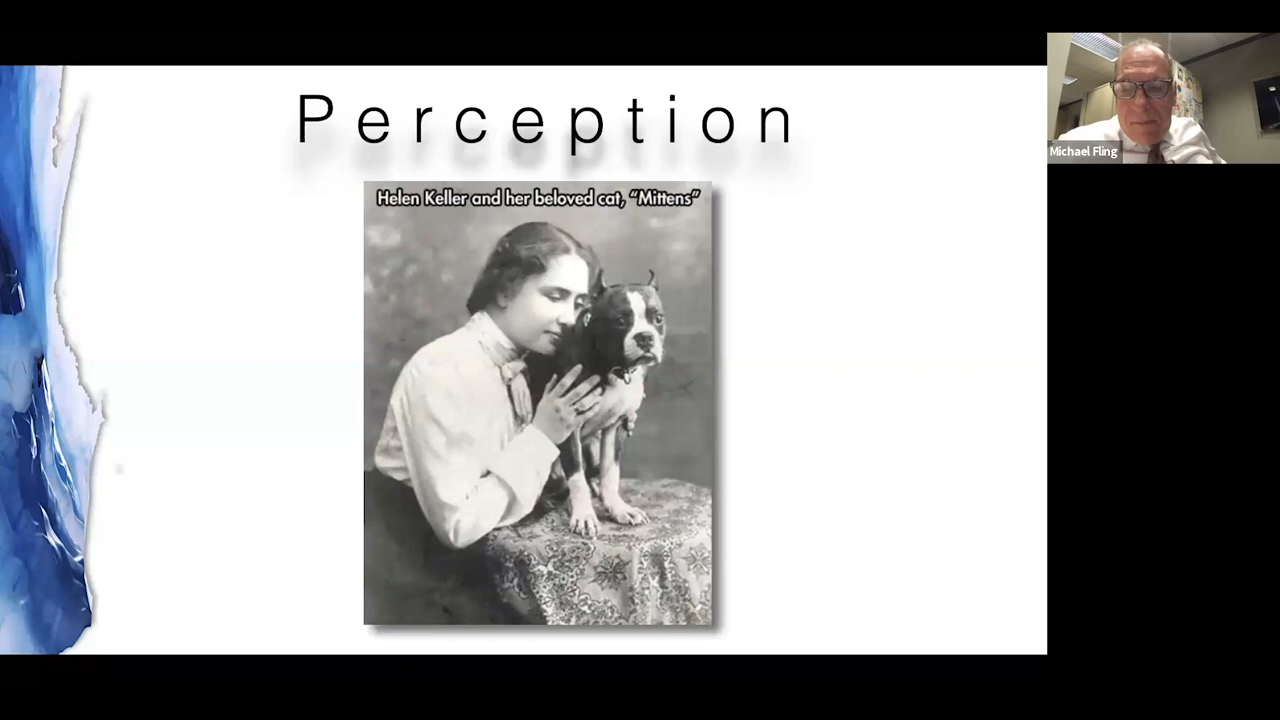 Perception
Helen Keller and her beloved cat, “Mittens”
Michael Fling